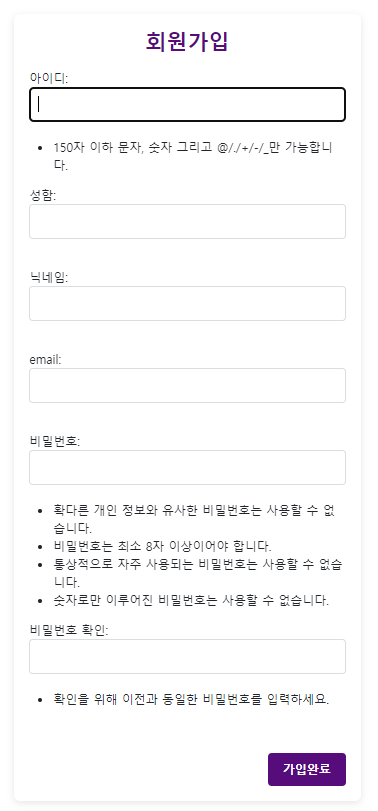 회원가입
아이디:
150자 이하 문자, 숫자 그리고 @/./+/-/_만 가능합니
다.
성함:
닉네임:
email:
비밀번호:
확다른 개인 정보와 유사한 비밀번호는 사용할 수 없
습니다.
비밀번호는 최소 8자 이상이어야 합니다.
통상적으로 자주 사용되는 비밀번호는 사용할 수 없습
니다.
숫자로만 이루어진 비밀번호는 사용할 수 없습니다.
비밀번호 확인:
확인을 위해 이전과 동일한 비밀번호를 입력하세요.
가입완료